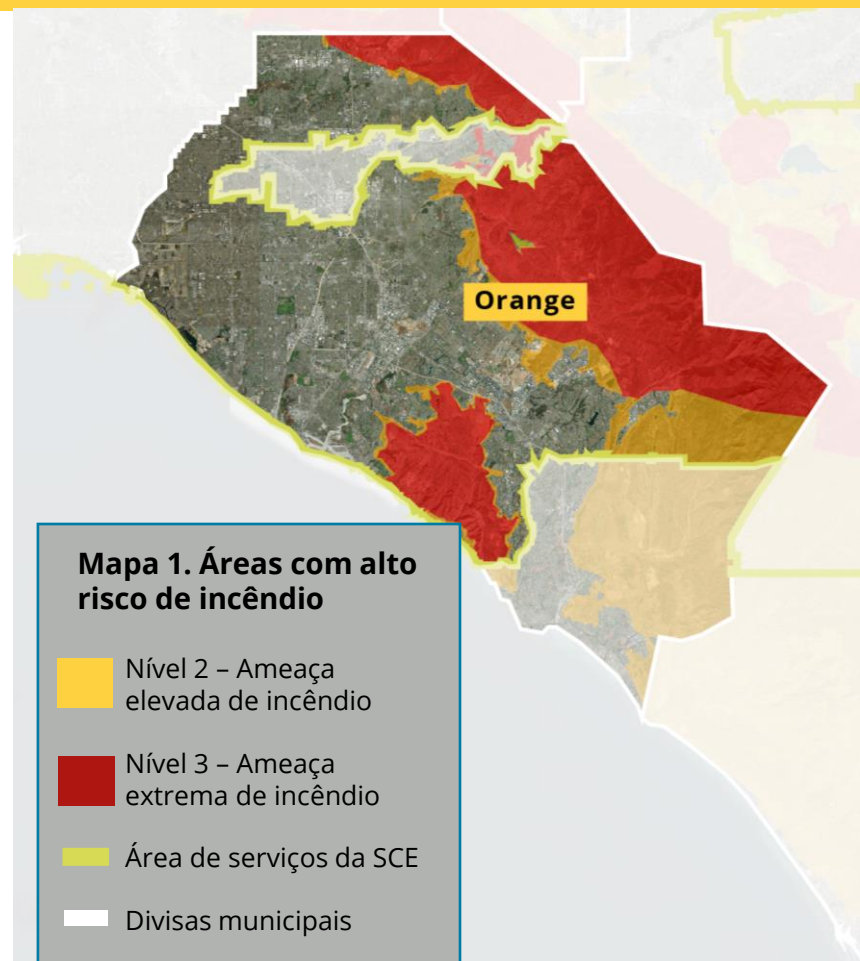 Orange
Mapa 1. Áreas com alto
risco de incêndio
Nível 2 – Ameaça
elevada de incêndio
Nível 3 – Ameaça
extrema de incêndio
Área de serviços da SCE
Divisas municipais